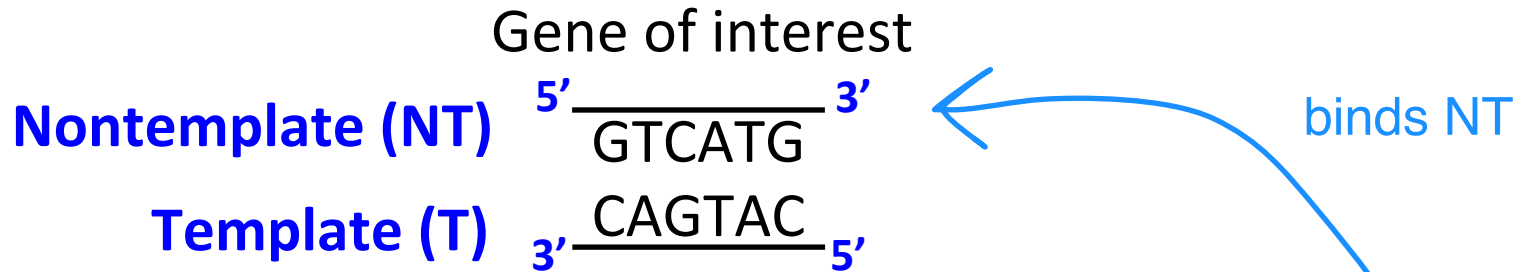 Gene of interest
5’ 3’
Nontemplate (NT)
GTCATG
binds NT
CAGTAC
Template (T)
3’ 5’